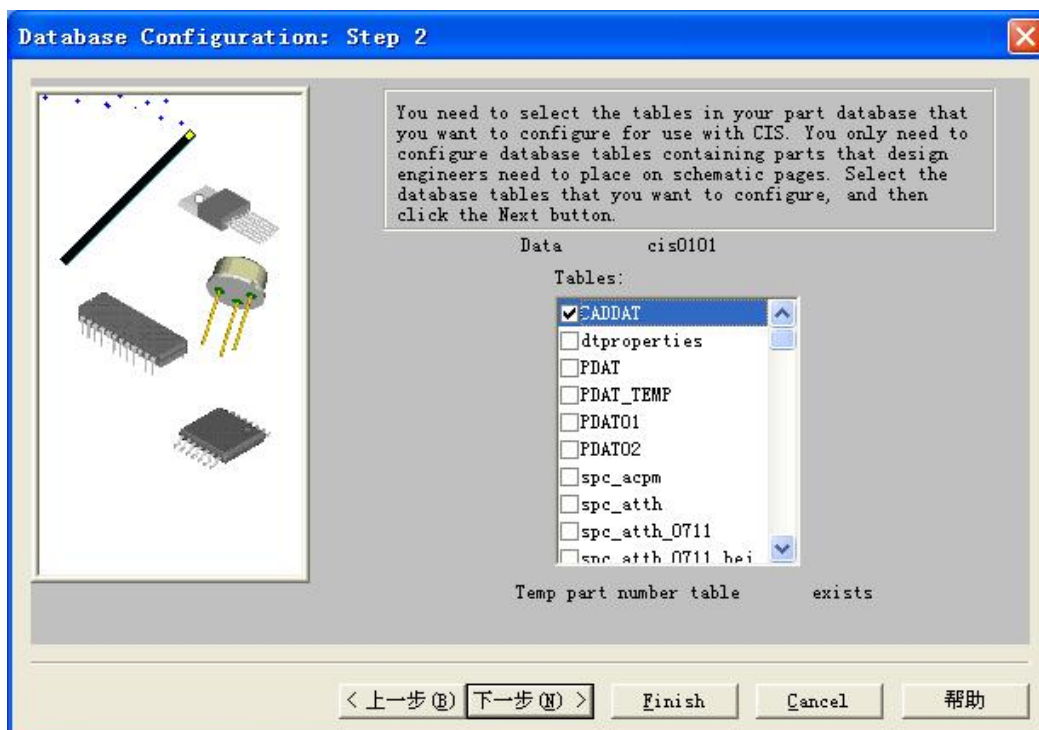 Database Configuration: Step 2
You need to select the tables in your part database that
you want to configure for use with CIS. You only need to
configure database tables containing parts that design
engineers need to place on schematic pages. Select the
database tables that you want to configure, and then
click the Next button.
Data cis0101
Tables:
CADDAT
dtproperties
PDAT
PDAT_TEMP
PDAT01
PDAT02
spc_acpm
spc_atth
spc_atth_0711
spc_atth_0711_bei
Temp part number table exists
< 上一步(B) 下一步(N) > Finish Cancel 帮助